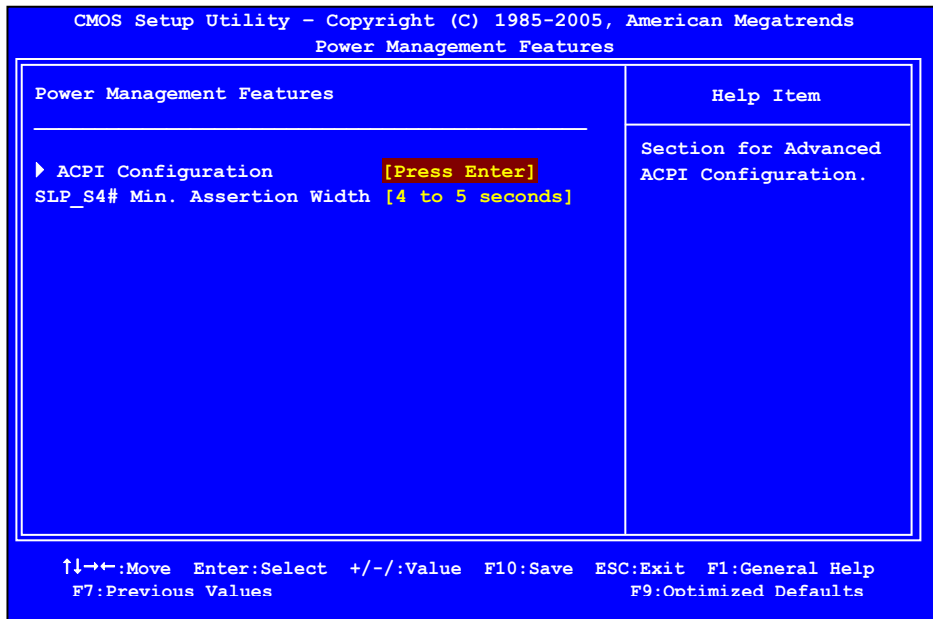 CMOS Setup Utility – Copyright (C) 1985-2005, American Megatrends
Power Management Features
Power Management Features
Help Item
ACPI Configuration [Press Enter]
SLP_S4# Min. Assertion Width [4 to 5 seconds]
Section for Advanced
ACPI Configuration.
↑↓→←:Move Enter:Select +/-/:Value F10:Save ESC:Exit F1:General Help
F7:Previous Values F9:Optimized Defaults